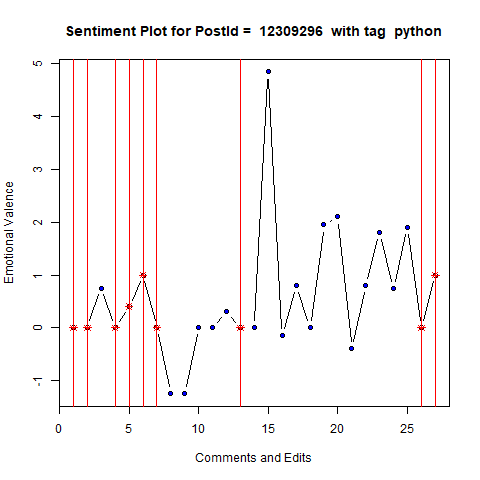 Sentiment Plot for PostId =  12309296  with tag  python
Emotional Valence
5
4
3
2
1
0
-1
0 5 10 15 20 25
Comments and Edits